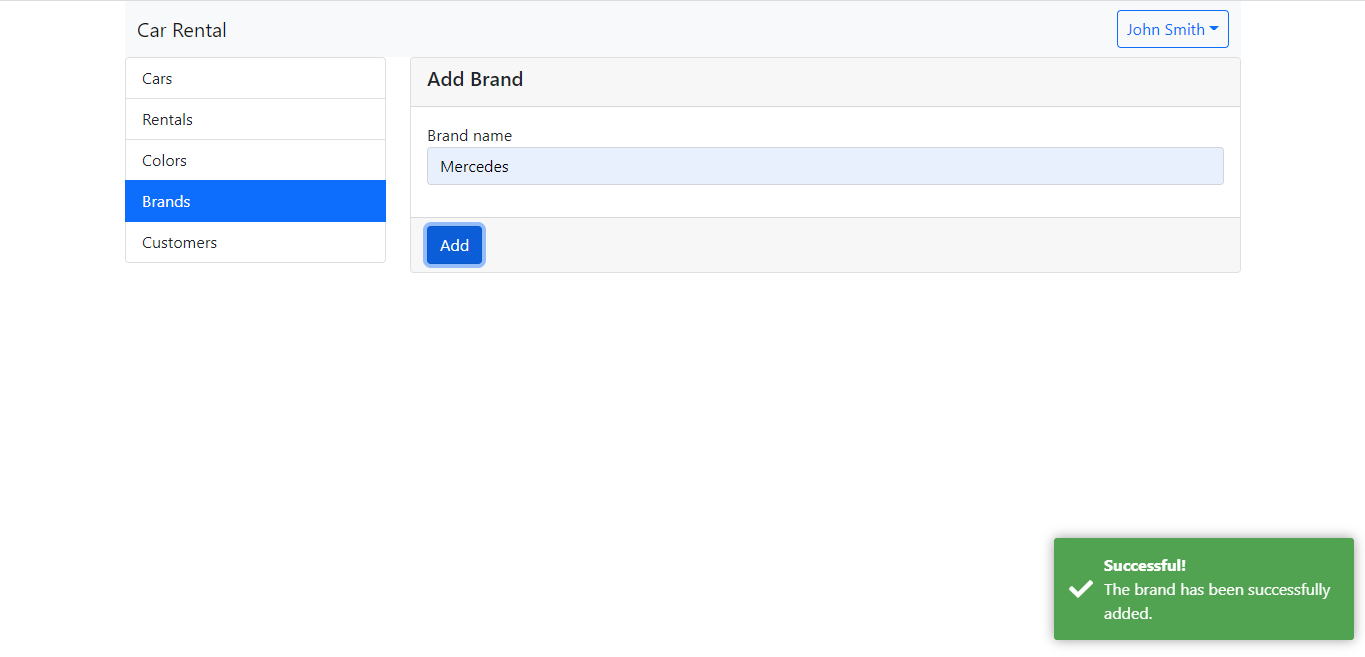 Car Rental
John Smith
Cars
Rentals
Colors
Brands
Customers
Add Brand
Brand name
Mercedes
Add
Successful!
The brand has been successfully
added.